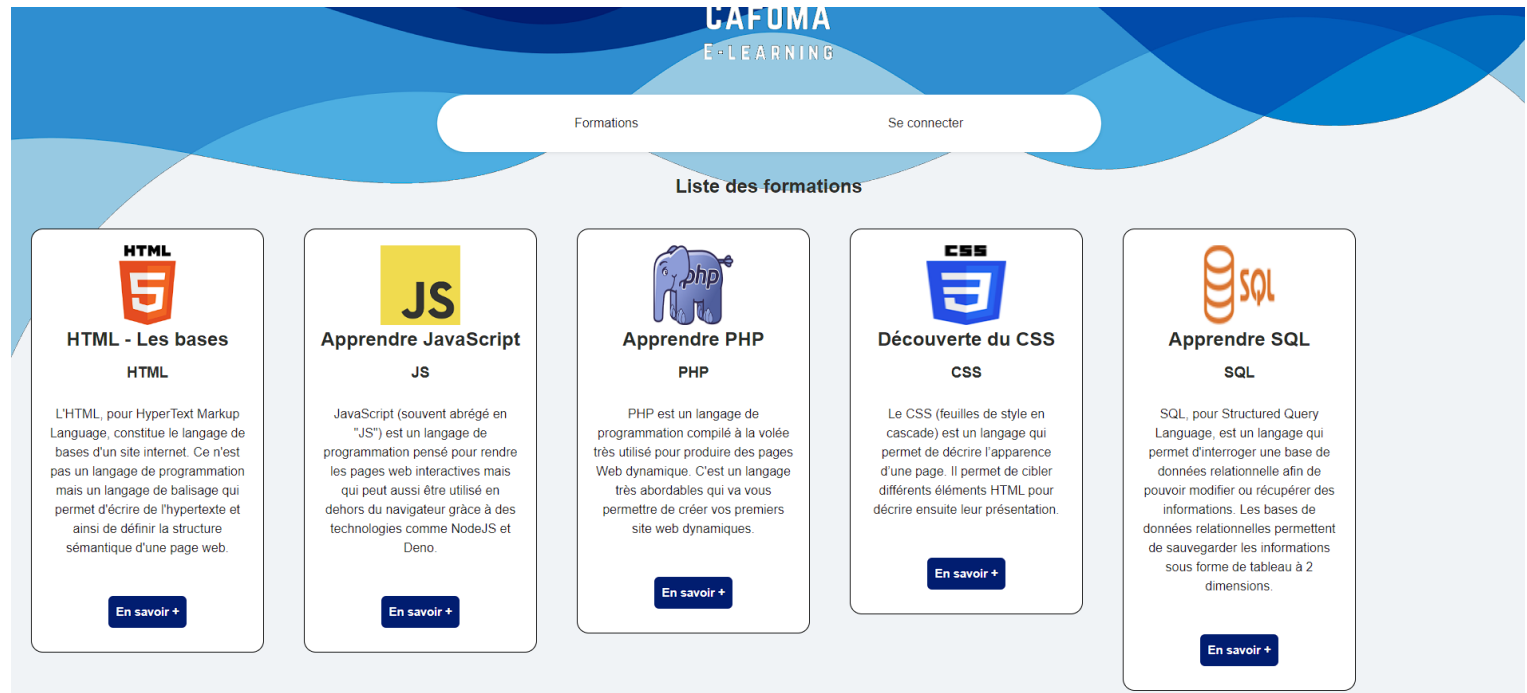 CAFOMA
E-LEARNING
Formations
Se connecter
Liste des formations
HTML
HTML - Les bases
HTML
L'HTML, pour HyperText Markup
Language, constitue le langage de
bases d'un site internet. Ce n'est
pas un langage de programmation
mais un langage de balisage qui
permet d'écrire de l'hypertexte et
ainsi de définir la structure
sémantique d'une page web.
En savoir +
JS
Apprendre JavaScript
JS
JavaScript (souvent abrégé en
"JS") est un langage de
programmation pensé pour rendre
les pages web interactives mais
qui peut aussi être utilisé en
dehors du navigateur grâce à des
technologies comme NodeJS et
Deno.
En savoir +
php
Apprendre PHP
PHP
PHP est un langage de
programmation compilé à la volée
très utilisé pour produire des pages
Web dynamique. C'est un langage
très abordables qui va vous
permettre de créer vos premiers
site web dynamiques.
En savoir +
CSS
Découverte du CSS
CSS
Le CSS (feuilles de style en
cascade) est un langage qui
permet de décrire l'apparence
d'une page. Il permet de cibler
différents éléments HTML pour
décrire ensuite leur présentation.
En savoir +
SQL
Apprendre SQL
SQL
SQL, pour Structured Query
Language, est un langage qui
permet d'interroger une base de
données relationnelle afin de
pouvoir modifier ou récupérer des
informations. Les bases de
données relationnelles permettent
de sauvegarder les informations
sous forme de tableau à 2
dimensions.
En savoir +